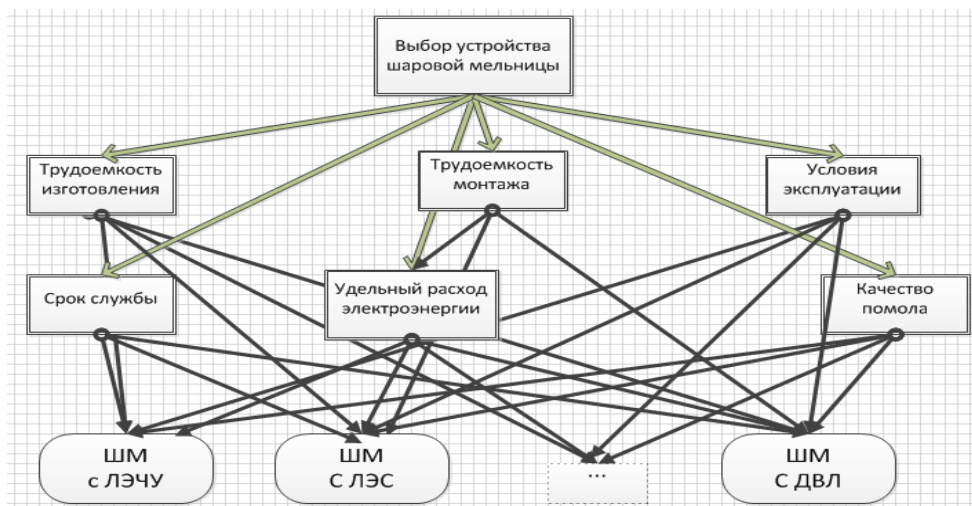 Выбор устройства
шаровой мельницы
Трудоемкость
изготовления
Трудоемкость
монтажа
Условия
эксплуатации
Срок службы
Удельный расход
электроэнергии
Качество
помола
ШМ
с ЛЭЧУ
ШМ
С ЛЭС
...
ШМ
С ДВЛ